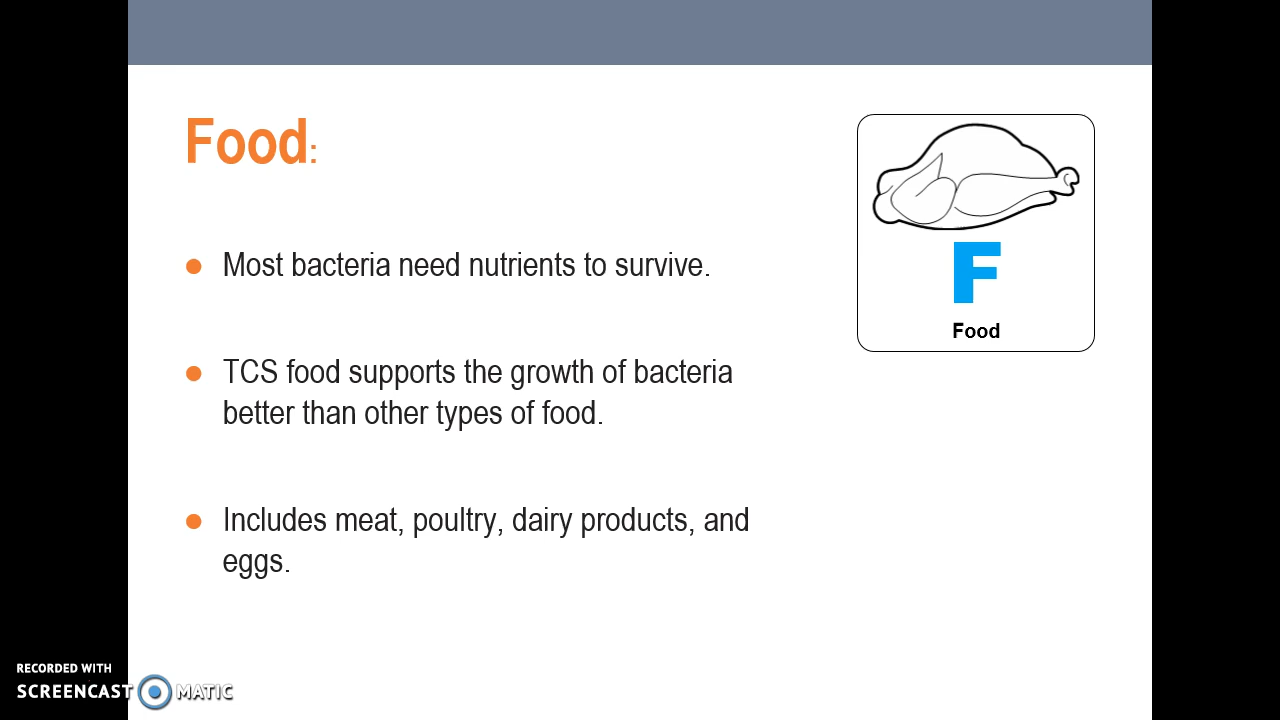 Food:
Most bacteria need nutrients to survive.
TCS food supports the growth of bacteria
better than other types of food.
Includes meat, poultry, dairy products, and
eggs.
F
Food
RECORDED WITH
SCREENCAST MATIC